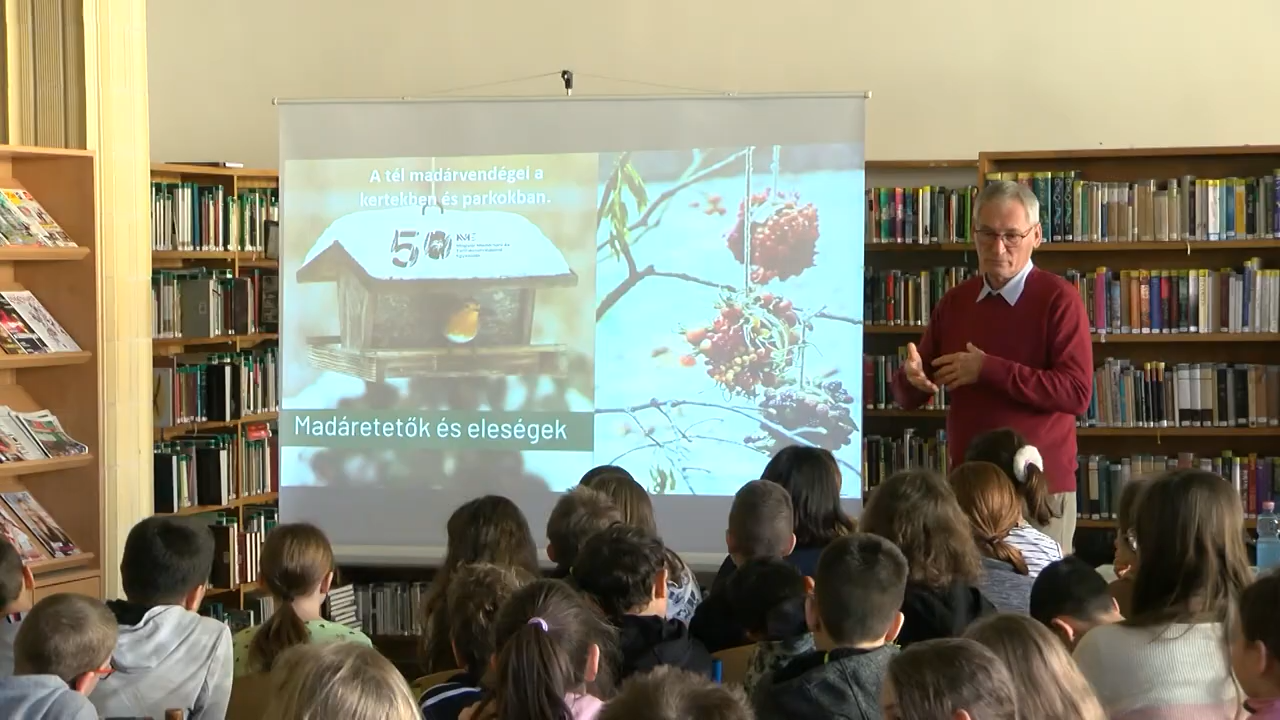 A tél madárvendégei a
kertekben és parkokban.
50
Madáretetők és eleségek